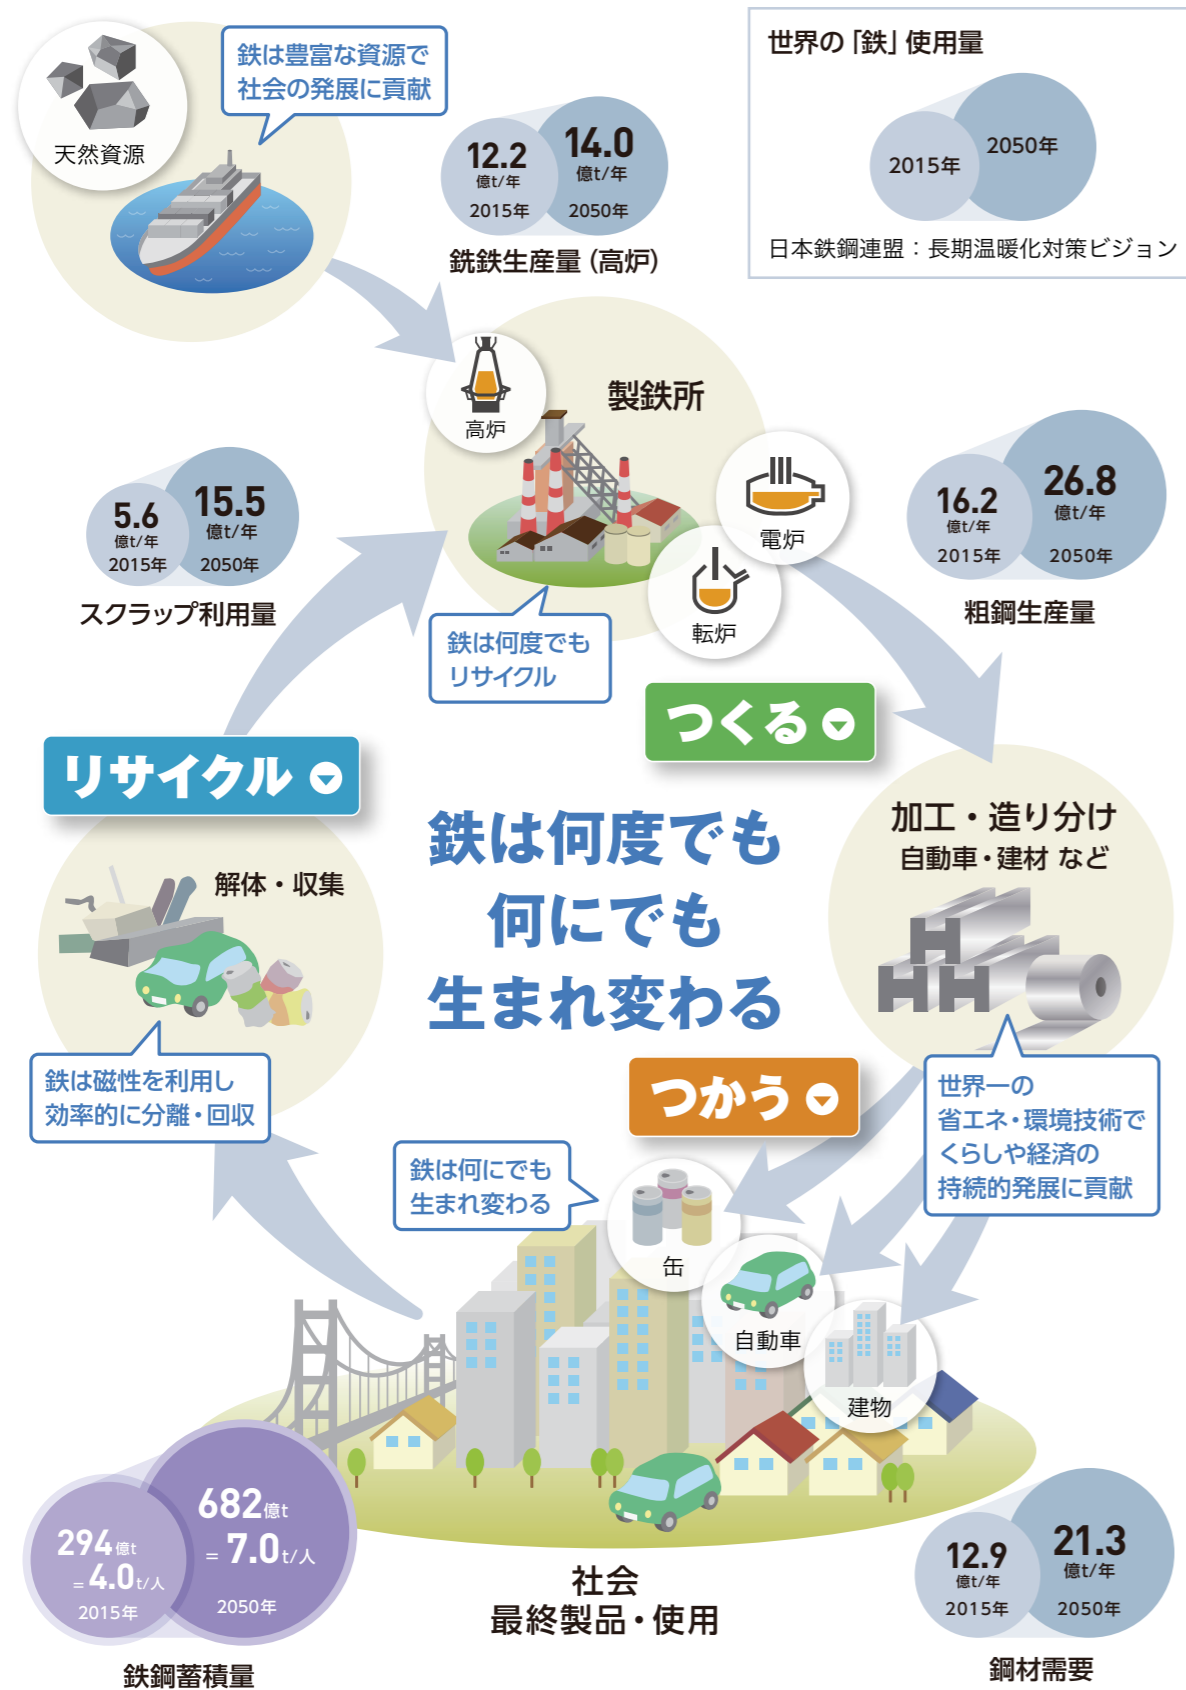 天然資源
鉄は豊富な資源で
社会の発展に貢献
世界の「鉄」使用量
2015年
2050年
日本鉄鋼連盟：長期温暖化対策ビジョン
12.2
億t/年
2015年
14.0
億t/年
2050年
銑鉄生産量（高炉）
高炉
製鉄所
電炉
転炉
鉄は何度でも
リサイクル
5.6
億t/年
2015年
15.5
億t/年
2050年
スクラップ利用量
16.2
億t/年
2015年
26.8
億t/年
2050年
粗鋼生産量
つくる
リサイクル
鉄は何度でも
何にでも
生まれ変わる
加工・造り分け
自動車・建材 など
解体・収集
鉄は磁性を利用し
効率的に分離・回収
つかう
世界一の
省エネ・環境技術で
くらしや経済の
持続的発展に貢献
鉄は何にでも
生まれ変わる
缶
自動車
建物
294億t
=4.0t/人
2015年
682億t
=7.0t/人
2050年
鉄鋼蓄積量
社会
最終製品・使用
12.9
億t/年
2015年
21.3
億t/年
2050年
鋼材需要